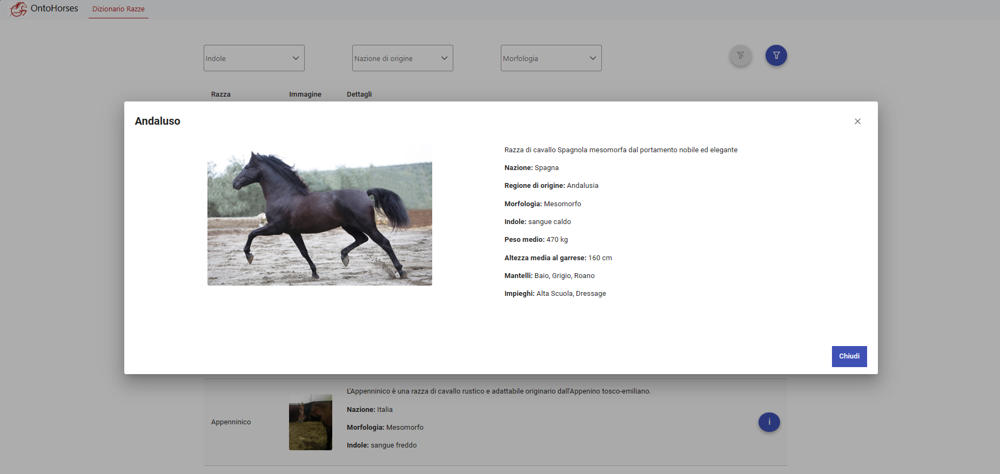 OntoHorses Dizionario Razze
Indole Nazione di origine Morfologia
Razza Immagine Dettagli
Andaluso
Razza di cavallo Spagnola mesomorfa dal portamento nobile ed elegante
Nazione: Spagna
Regione di origine: Andalusia
Morfologia: Mesomorfo
Indole: sangue caldo
Peso medio: 470 kg
Altezza media al garrese: 160 cm
Mantelli: Baio, Grigio, Roano
Impieghi: Alta Scuola, Dressage
Chiudi
L'Appenninico è una razza di cavallo rustico e adattabile originario dall'Appenino tosco-emiliano.
Nazione: Italia
Appenninico
i
Morfologia: Mesomorfo
Indole: sangue freddo